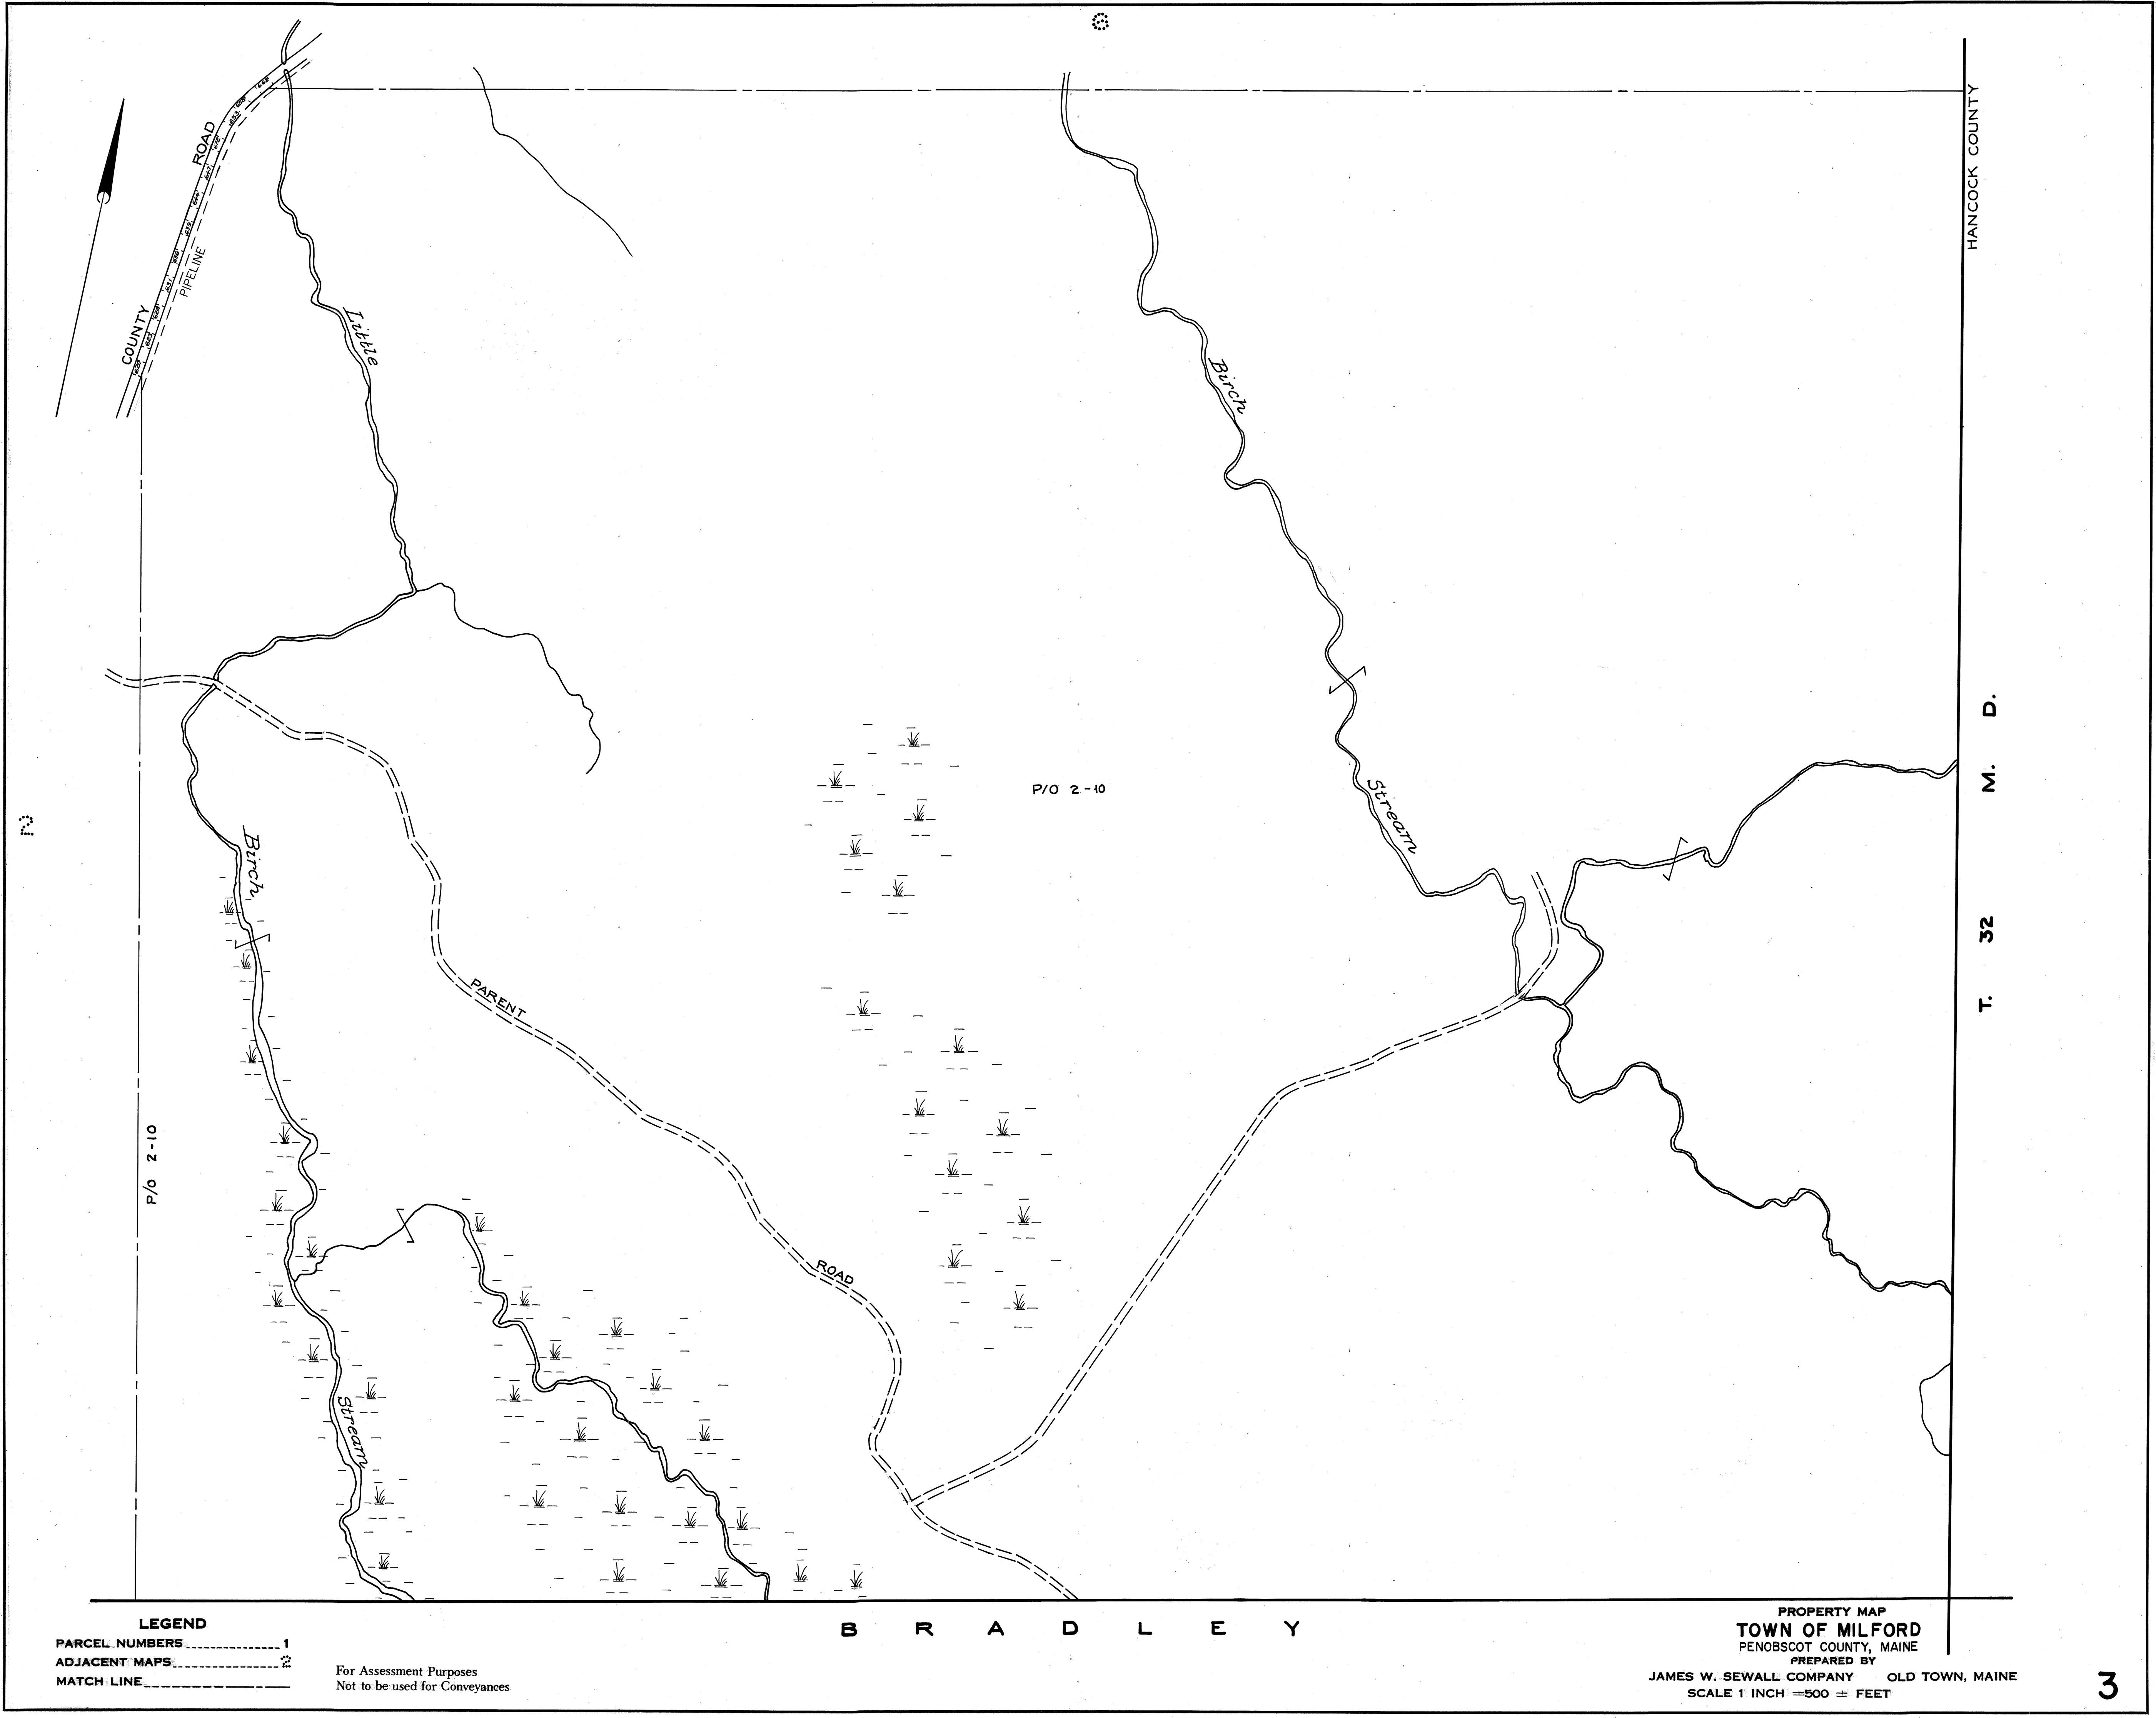 6
HANCOCK COUNTY
COUNTY ROAD
PIPELINE
Little
Birch
Stream
Birch
Stream
2
P/O 2-10
P/O 2-10
PARENT
ROAD
T. 32 M. D.
BRADLEY
LEGEND
PARCEL NUMBERS 1
ADJACENT MAPS 2
MATCH LINE
For Assessment Purposes
Not to be used for Conveyances
PROPERTY MAP
TOWN OF MILFORD
PENOBSCOT COUNTY, MAINE
PREPARED BY
JAMES W. SEWALL COMPANY OLD TOWN, MAINE
SCALE 1 INCH = 500 ± FEET
3